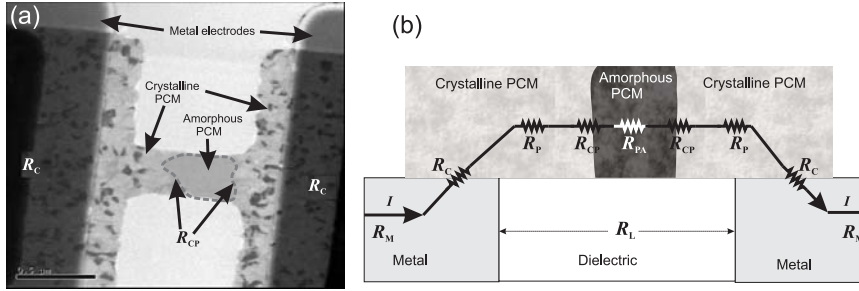 (a)
Metal electrodes
Crystalline
PCM
Amorphous
PCM
R_C
R_C
R_CP
(b)
Crystalline PCM
Amorphous
PCM
Crystalline PCM
R_P
R_CP
R_PA
R_CP
R_P
R_C
R_C
I
R_M
R_L
I
R_M
Metal
Dielectric
Metal